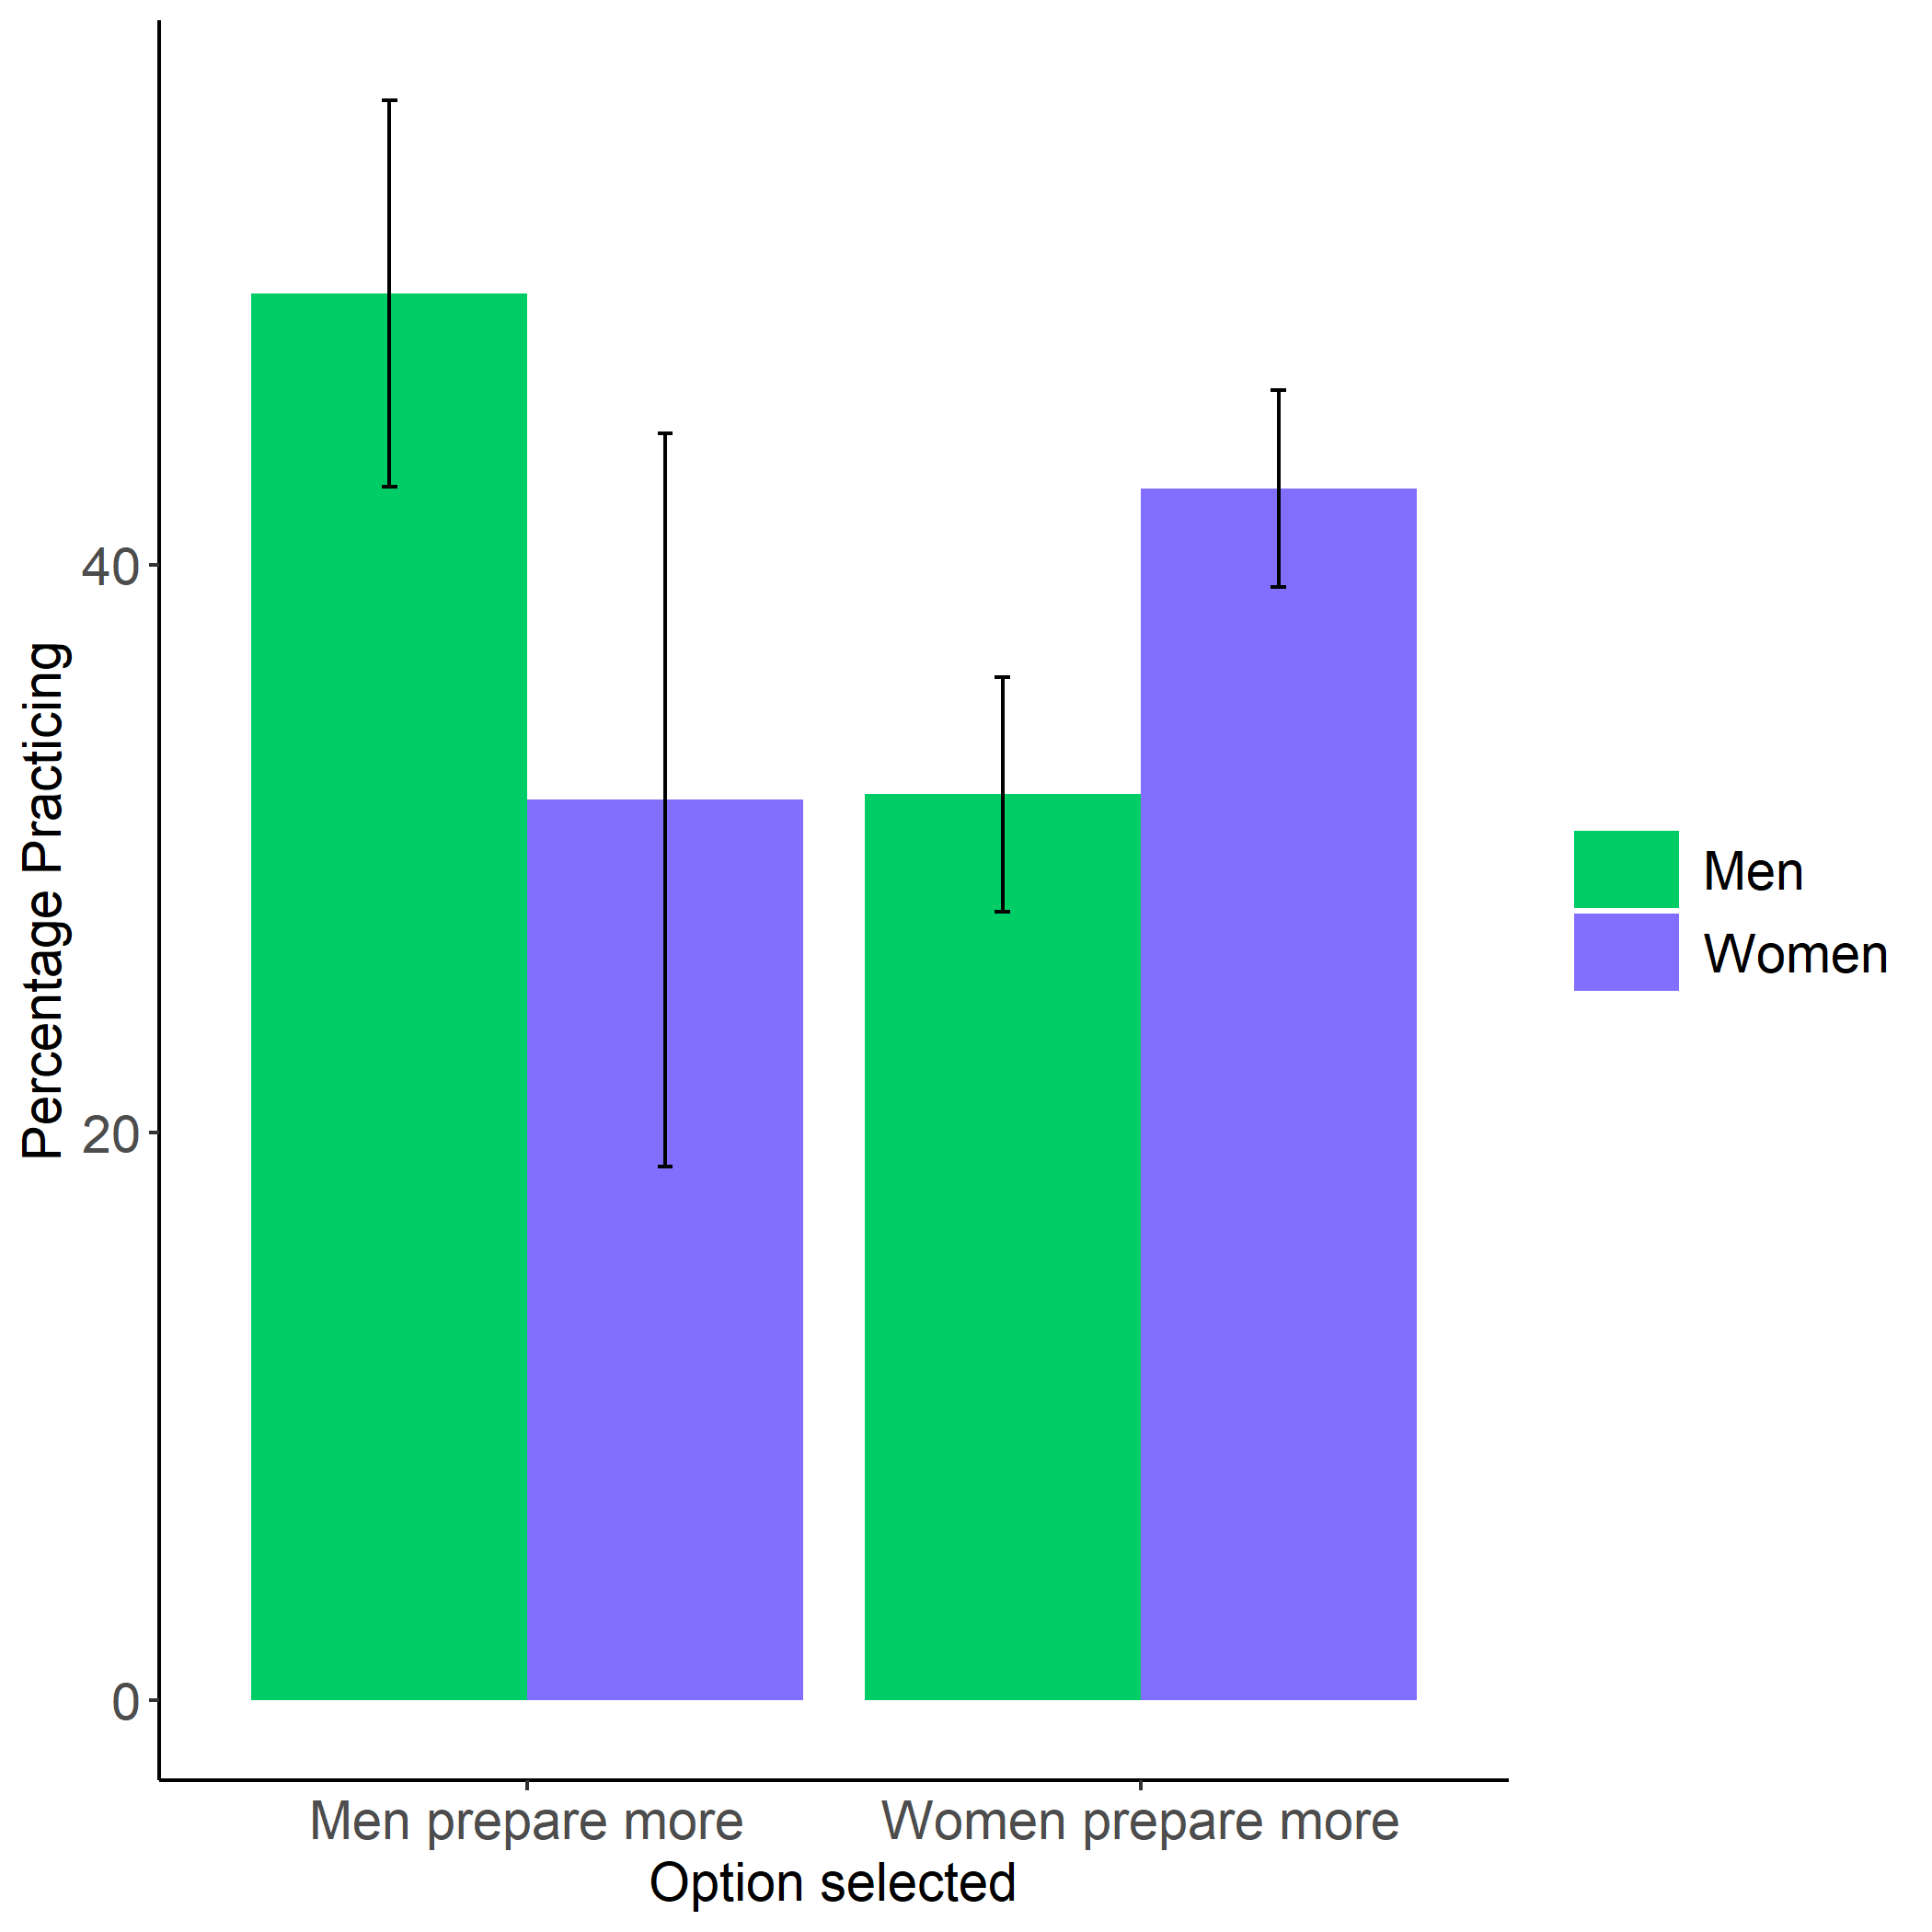 Percentage Practicing
40
20
0
Men prepare more
Women prepare more
Option selected
Men
Women